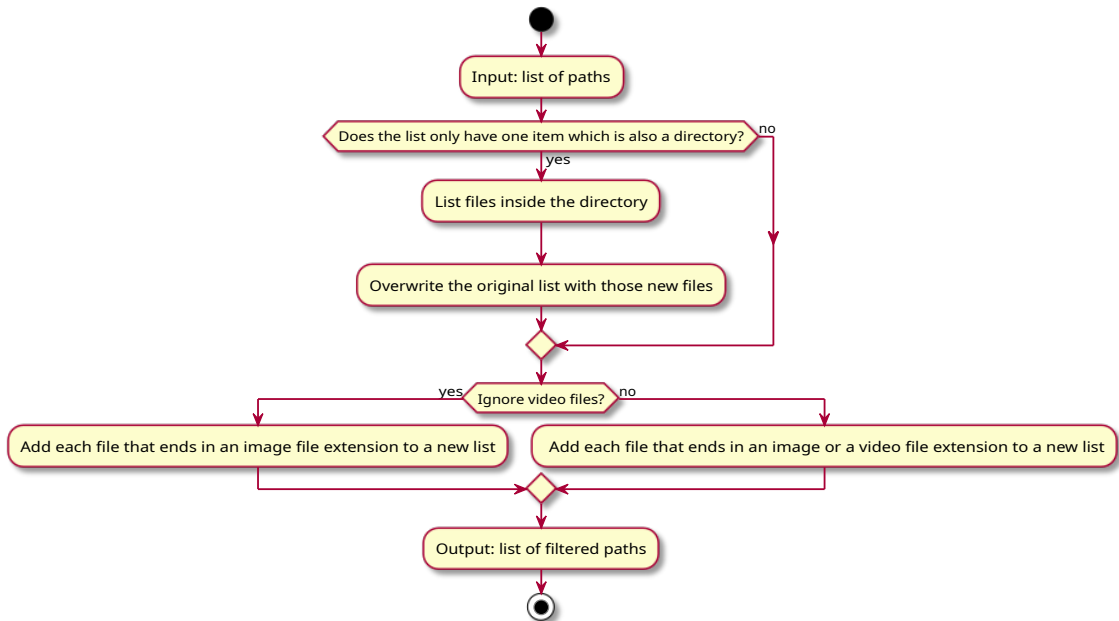 Input: list of paths
Does the list only have one item which is also a directory?
no
yes
List files inside the directory
Overwrite the original list with those new files
yes
Ignore video files?
no
Add each file that ends in an image file extension to a new list
Add each file that ends in an image or a video file extension to a new list
Output: list of filtered paths